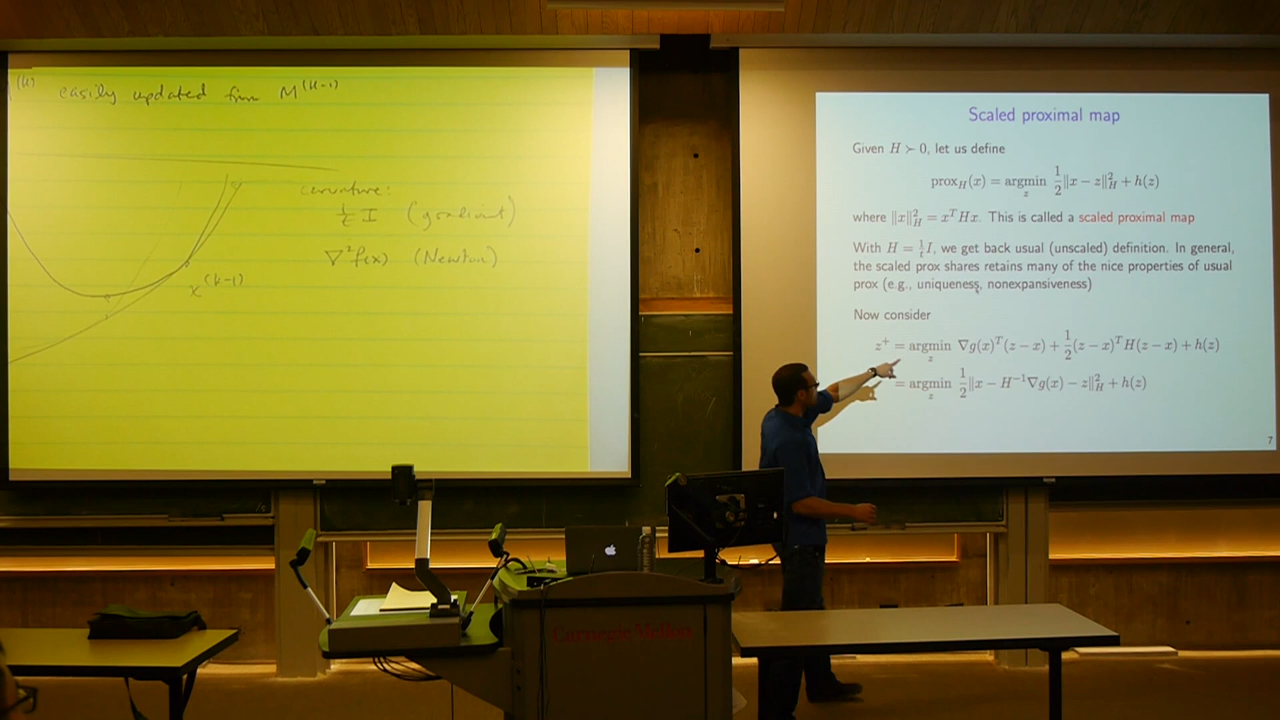 easily updated from M^(k-1)
curvature:
1/t I (gradient)
∇²f(x) (Newton)
x^(k-1)
Scaled proximal map
Given H ≻ 0, let us define
prox_H(x) = argmin_z 1/2 ‖x − z‖²_H + h(z)
where ‖x‖²_H = x^T Hx. This is called a scaled proximal map
With H = 1/t I, we get back usual (unscaled) definition. In general,
the scaled prox shares retains many of the nice properties of usual
prox (e.g., uniqueness, nonexpansiveness)
Now consider
z^+ = argmin_z ∇g(x)^T(z − x) + 1/2 (z − x)^T H(z − x) + h(z)
= argmin_z 1/2 ‖x − H^−1∇g(x) − z‖²_H + h(z)
7
Carnegie Mellon